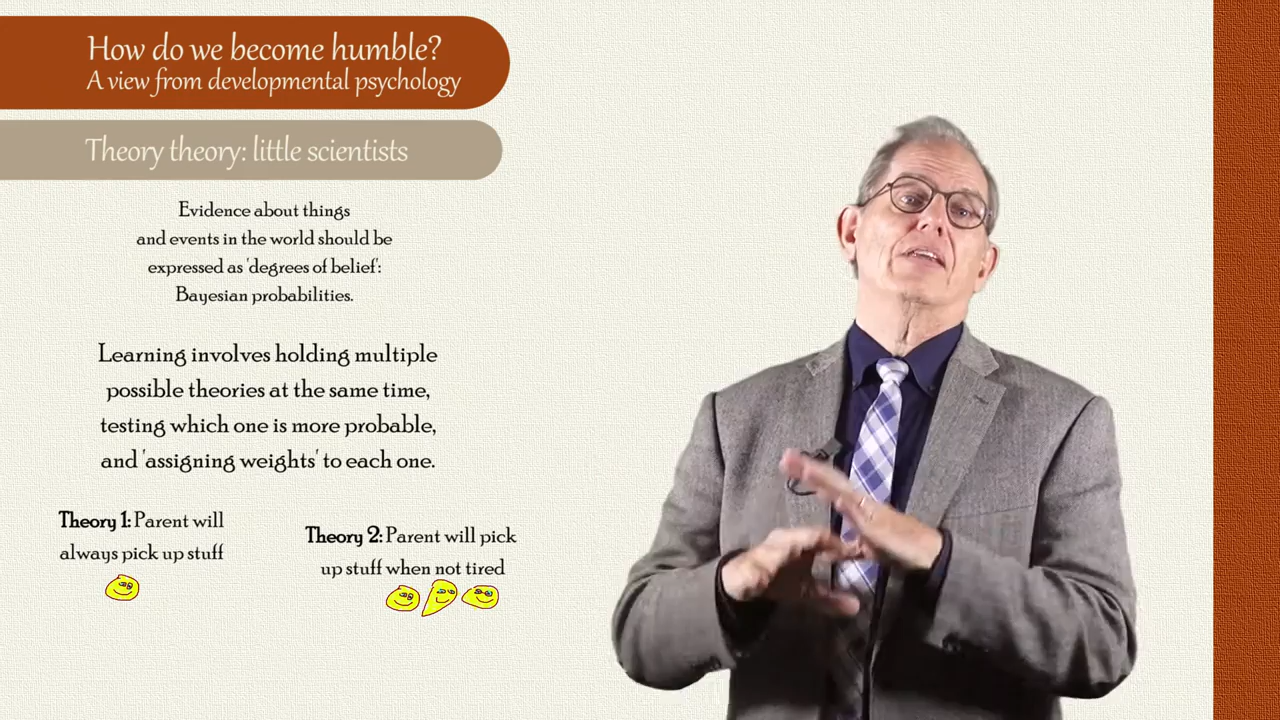 How do we become humble?
A view from developmental psychology
Theory theory: little scientists
Evidence about things
and events in the world should be
expressed as 'degrees of belief':
Bayesian probabilities.
Learning involves holding multiple
possible theories at the same time,
testing which one is more probable,
and 'assigning weights' to each one.
Theory 1: Parent will
always pick up stuff
Theory 2: Parent will pick
up stuff when not tired